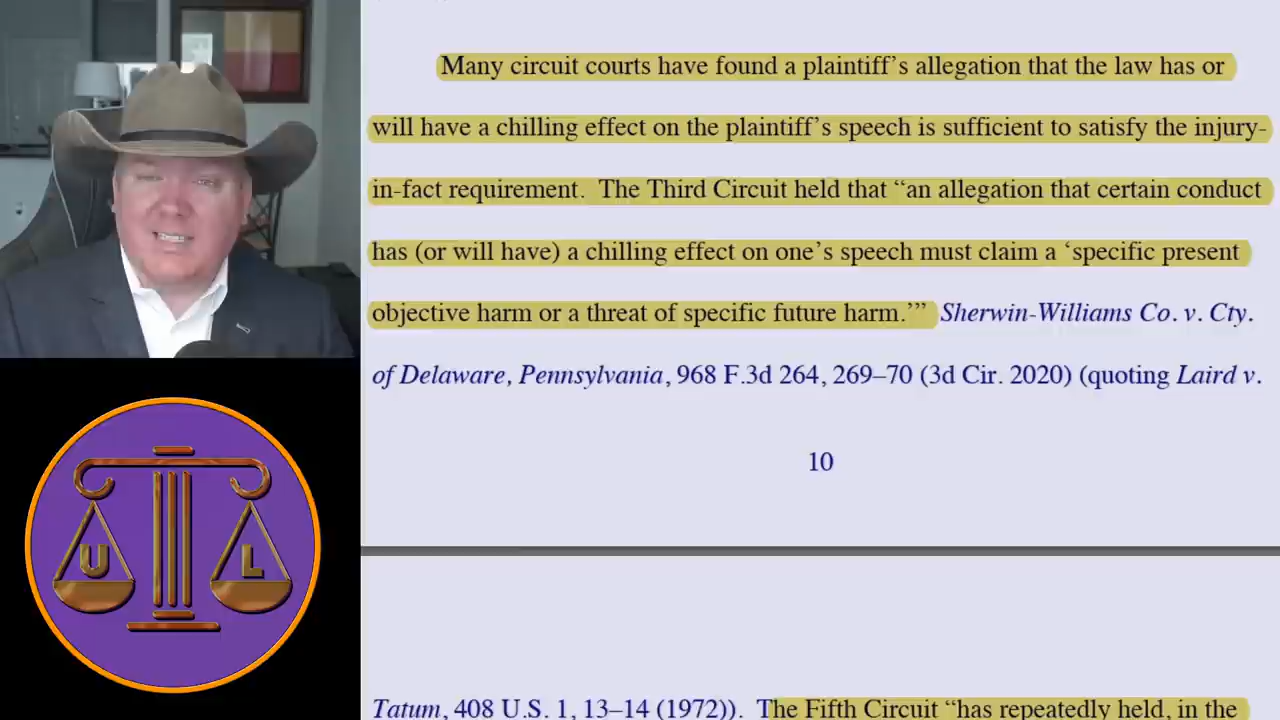 Many circuit courts have found a plaintiff's allegation that the law has or
will have a chilling effect on the plaintiff's speech is sufficient to satisfy the injury-
in-fact requirement. The Third Circuit held that “an allegation that certain conduct
has (or will have) a chilling effect on one's speech must claim a ‘specific present
objective harm or a threat of specific future harm.’” Sherwin-Williams Co. v. Cty.
of Delaware, Pennsylvania, 968 F.3d 264, 269–70 (3d Cir. 2020) (quoting Laird v.
10
Tatum, 408 U.S. 1, 13–14 (1972)). The Fifth Circuit “has repeatedly held, in the
U L